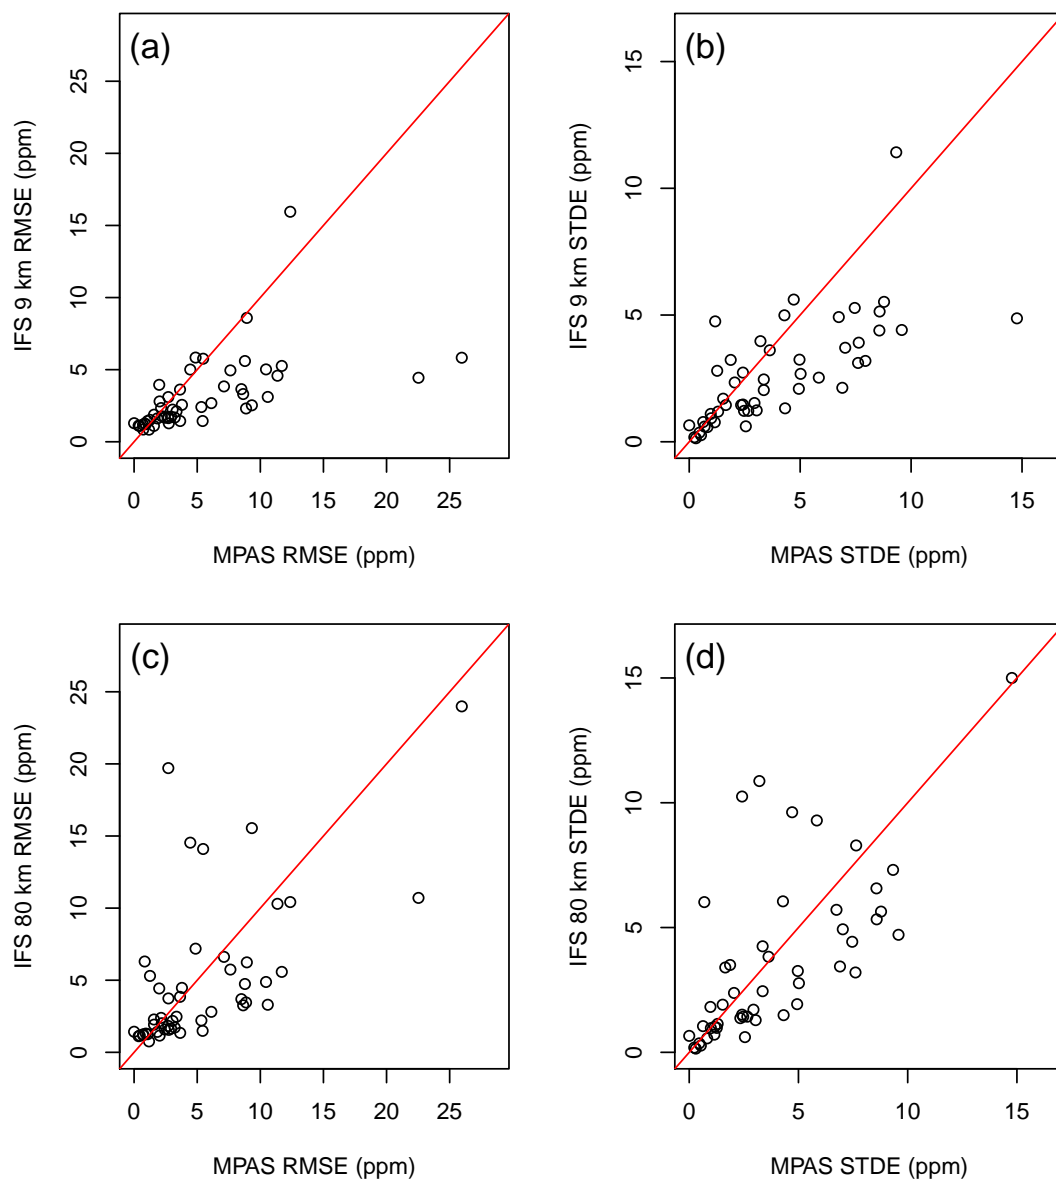 (a)
IFS 9 km RMSE (ppm)
25
20
15
10
5
0
0 5 10 15 20 25
MPAS RMSE (ppm)
(b)
IFS 9 km STDE (ppm)
15
10
5
0
0 5 10 15
MPAS STDE (ppm)
(c)
IFS 80 km RMSE (ppm)
25
20
15
10
5
0
0 5 10 15 20 25
MPAS RMSE (ppm)
(d)
IFS 80 km STDE (ppm)
15
10
5
0
0 5 10 15
MPAS STDE (ppm)